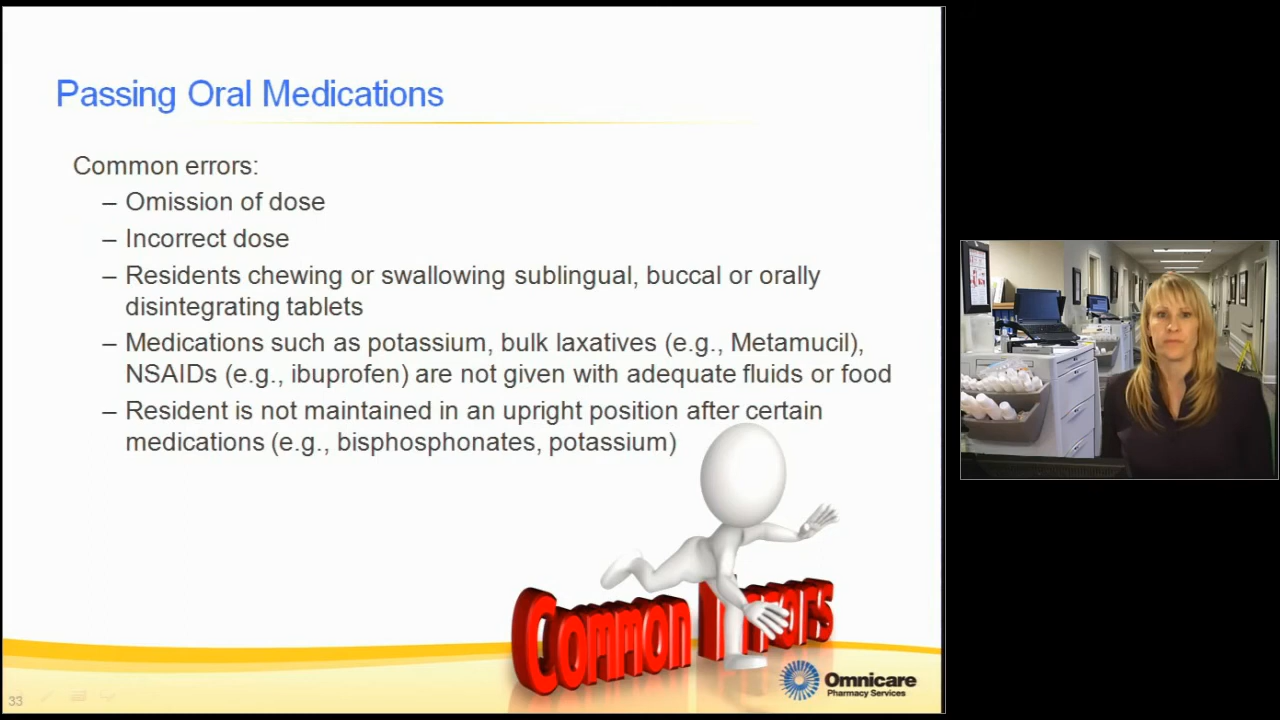 Passing Oral Medications
Common errors:
– Omission of dose
– Incorrect dose
– Residents chewing or swallowing sublingual, buccal or orally
disintegrating tablets
– Medications such as potassium, bulk laxatives (e.g., Metamucil),
NSAIDs (e.g., ibuprofen) are not given with adequate fluids or food
– Resident is not maintained in an upright position after certain
medications (e.g., bisphosphonates, potassium)
Common Errors
Omnicare
Pharmacy Services
33